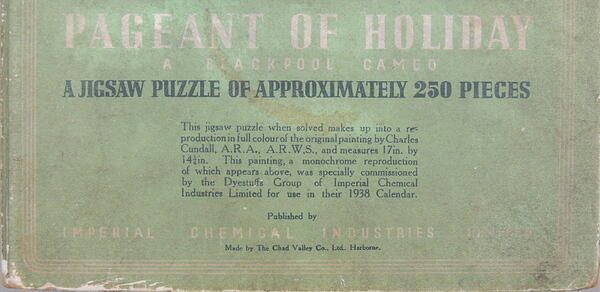 PAGEANT OF HOLIDAY
A BLACKPOOL CAMEO
A JIGSAW PUZZLE OF APPROXIMATELY 250 PIECES
This jigsaw puzzle when solved makes up into a re-
production in full colour of the original painting by Charles
Cundall, A.R.A., A.R.W.S., and measures 17in. by
14¾in. This painting, a monochrome reproduction
of which appears above, was specially commissioned
by the Dyestuffs Group of Imperial Chemical
Industries Limited for use in their 1938 Calendar.
Published by
IMPERIAL CHEMICAL INDUSTRIES LIMITED
Made by The Chad Valley Co., Ltd. Harborne.